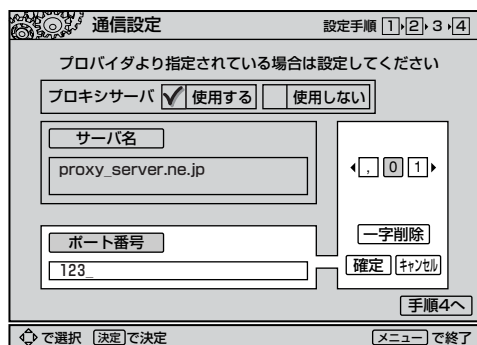 通信設定 設定手順 1 2 3 4
プロバイダより指定されている場合は設定してください
プロキシサーバ 使用する 使用しない
サーバ名
proxy_server.ne.jp
, 0 1
ポート番号
123_
一字削除
確定 キャンセル
手順4へ
で選択 決定 で決定 メニュー で終了